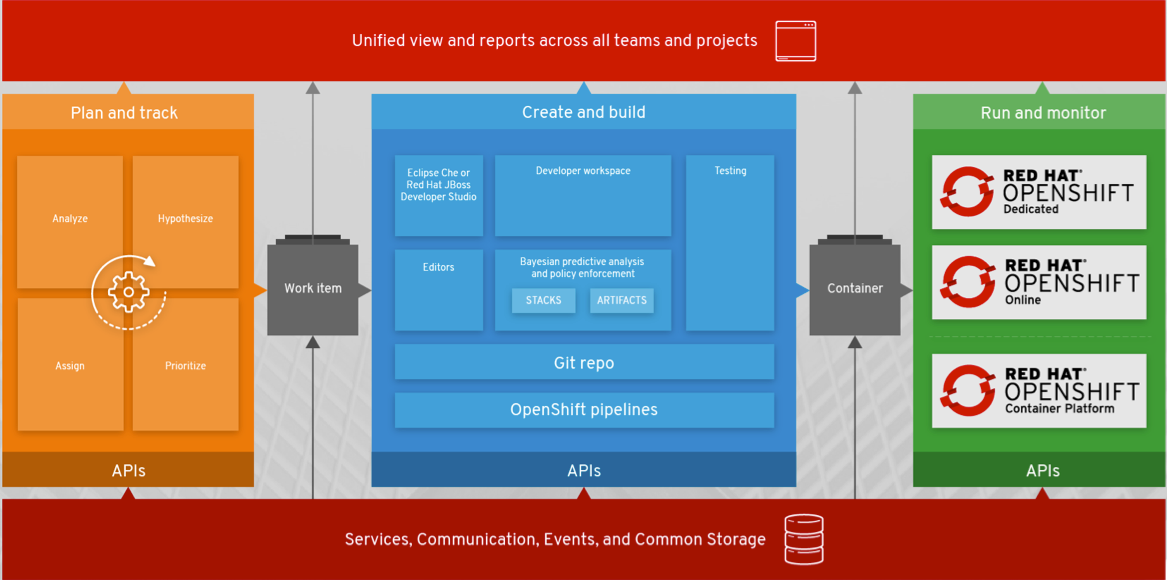 Unified view and reports across all teams and projects
Plan and track
Analyze
Hypothesize
Assign
Prioritize
APIs
Work item
Create and build
Eclipse Che or
Red Hat JBoss
Developer Studio
Developer workspace
Testing
Editors
Bayesian predictive analysis
and policy enforcement
STACKS
ARTIFACTS
Git repo
OpenShift pipelines
APIs
Container
Run and monitor
RED HAT®
OPENSHIFT
Dedicated
RED HAT®
OPENSHIFT
Online
RED HAT®
OPENSHIFT
Container Platform
APIs
Services, Communication, Events, and Common Storage